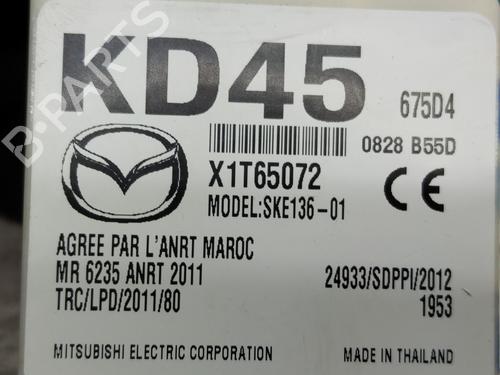 KD45 675D4
0828 B55D
X1T65072
MODEL:SKE136-01
CE
AGREE PAR L'ANRT MAROC
MR 6235 ANRT 2011 24933/SDPPI/2012
TRC/LPD/2011/80 1953
MITSUBISHI ELECTRIC CORPORATION MADE IN THAILAND
B-PARTS